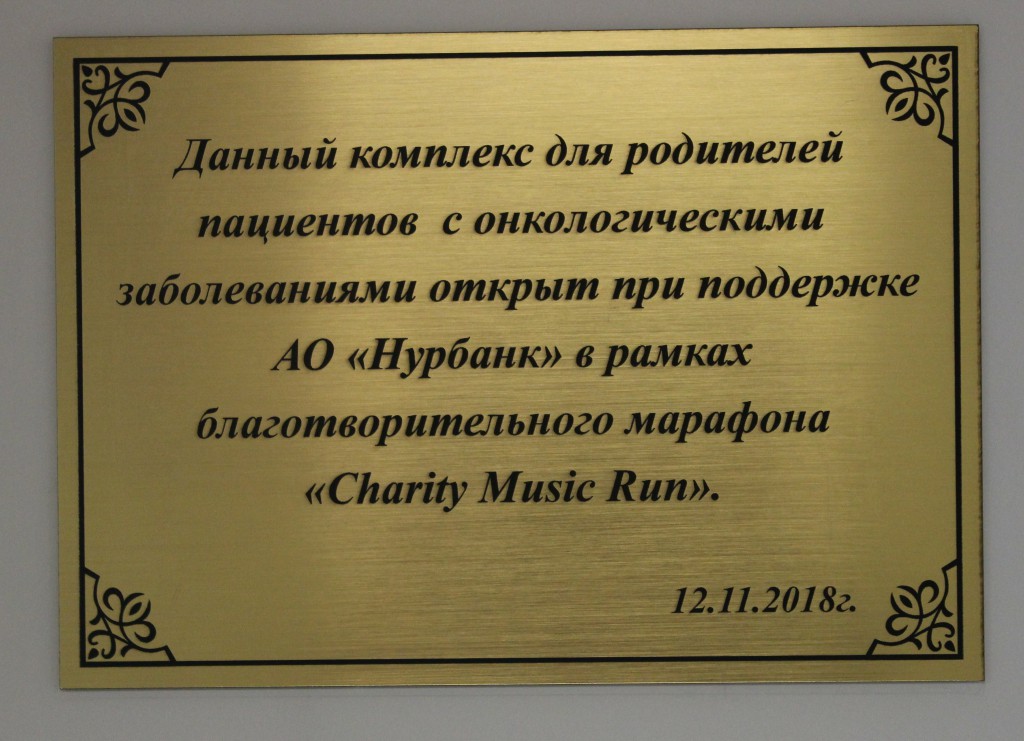 Данный комплекс для родителей
пациентов с онкологическими
заболеваниями открыт при поддержке
АО «Нурбанк» в рамках
благотворительного марафона
«Charity Music Run».
12.11.2018г.